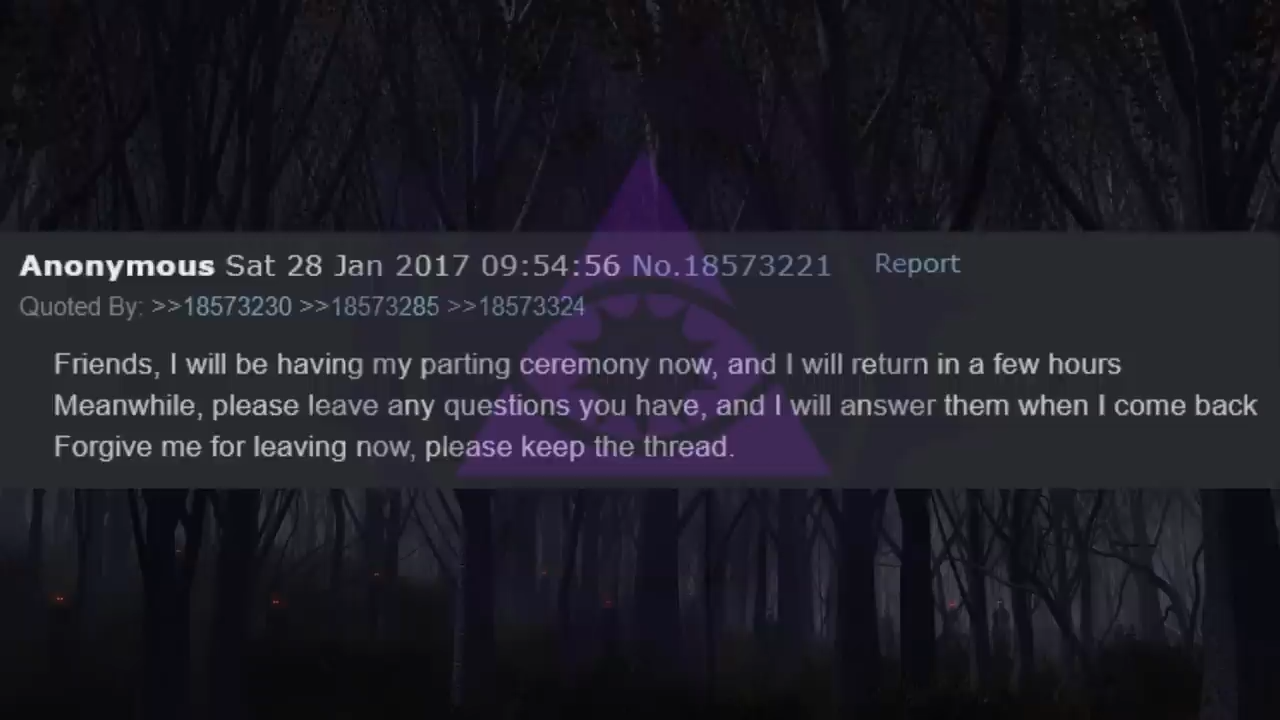 Anonymous Sat 28 Jan 2017 09:54:56 No.18573221 Report
Quoted By: >>18573230 >>18573285 >>18573324
Friends, I will be having my parting ceremony now, and I will return in a few hours
Meanwhile, please leave any questions you have, and I will answer them when I come back
Forgive me for leaving now, please keep the thread.